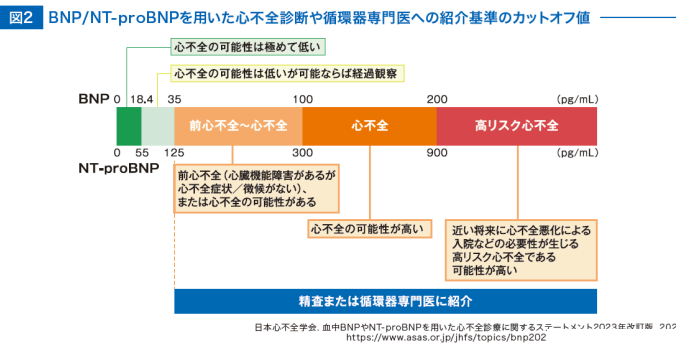 図2 BNP/NT-proBNPを用いた心不全診断や循環器専門医への紹介基準のカットオフ値
心不全の可能性は極めて低い
心不全の可能性は低いが可能ならば経過観察
BNP 0 18.4 35 100 200 (pg/mL)
前心不全〜心不全 心不全 高リスク心不全
0 55 125 300 900 (pg/mL)
NT-proBNP
前心不全(心臓機能障害があるが
心不全症状／徴候がない)、
または心不全の可能性がある
心不全の可能性が高い
近い将来に心不全悪化による
入院などの必要性が生じる
高リスク心不全である
可能性が高い
精査または循環器専門医に紹介
日本心不全学会. 血中BNPやNT-proBNPを用いた心不全診療に関するステートメント2023年改訂版.
https://www.asas.or.jp/jhfs/topics/bnp202